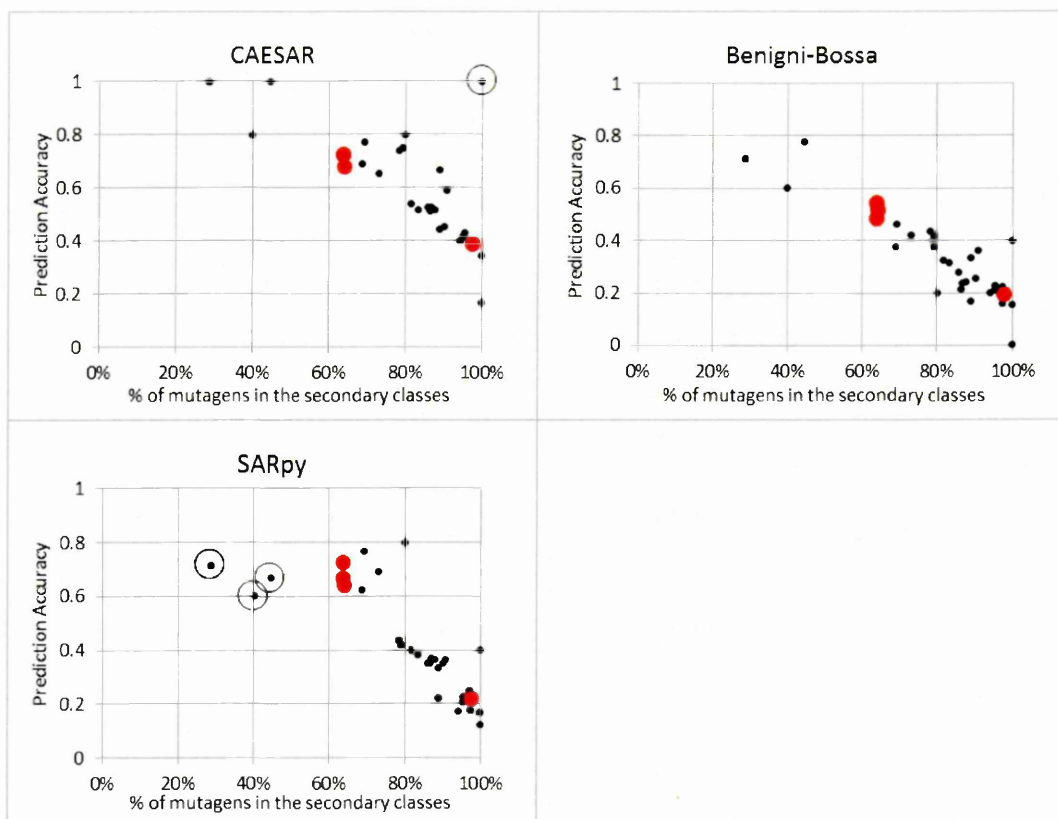 CAESAR
Prediction Accuracy
1
0.8
0.6
0.4
0.2
0
0% 20% 40% 60% 80% 100%
% of mutagens in the secondary classes
Benigni-Bossa
Prediction Accuracy
1
0.8
0.6
0.4
0.2
0
0% 20% 40% 60% 80% 100%
% of mutagens in the secondary classes
SARpy
Prediction Accuracy
1
0.8
0.6
0.4
0.2
0
0% 20% 40% 60% 80% 100%
% of mutagens in the secondary classes